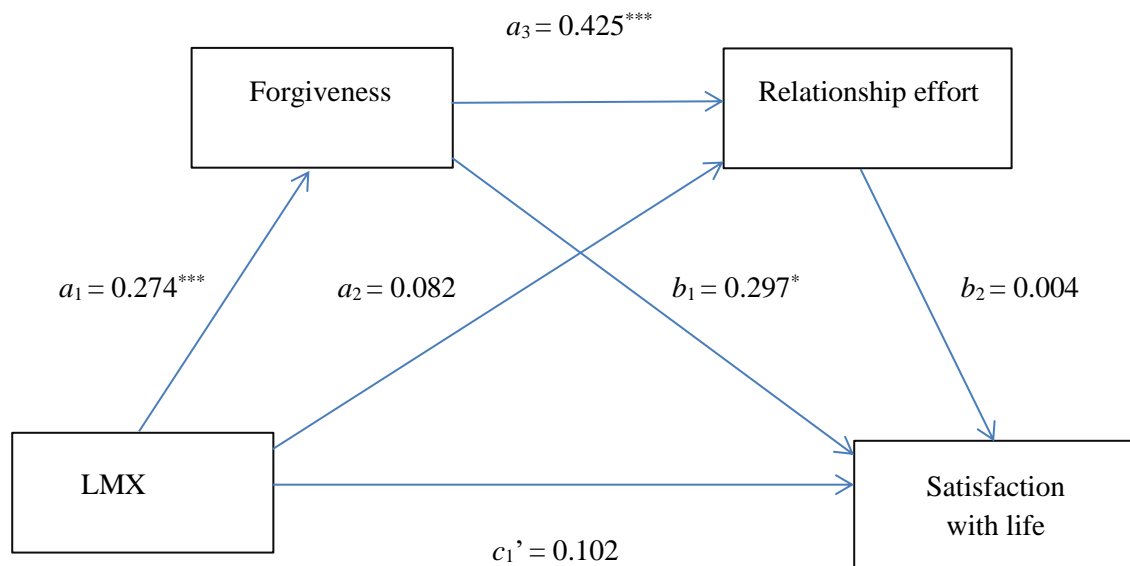 a₃ = 0.425***
Forgiveness
Relationship effort
a₁ = 0.274***
a₂ = 0.082
b₁ = 0.297*
b₂ = 0.004
LMX
Satisfaction
with life
c₁’ = 0.102